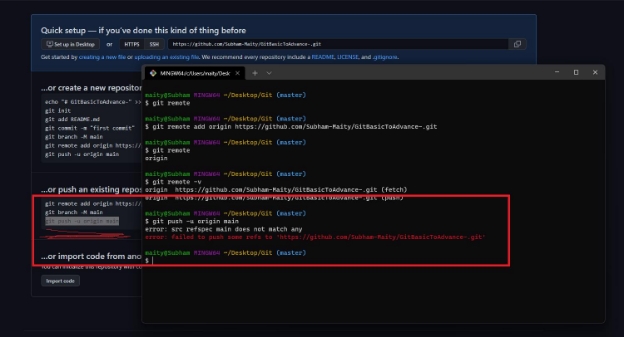 Quick setup — if you've done this kind of thing before
Set up in Desktop or HTTPS SSH https://github.com/Subham-Maity/GitBasicToAdvance-.git
Get started by creating a new file or uploading an existing file. We recommend every repository include a README, LICENSE, and .gitignore.
...or create a new repositor
echo "# GitBasicToAdvance-" >>
git init
git add README.md
git commit -m "first commit"
git branch -M main
git remote add origin https://
git push -u origin main
...or push an existing repos
git remote add origin https:/
git branch -M main
git push -u origin main
...or import code from ano
You can initialize this repository with co
Import code
MINGW64:/c/Users/maity/Desk
maity@Subham MINGW64 ~/Desktop/Git (master)
$ git remote
maity@Subham MINGW64 ~/Desktop/Git (master)
$ git remote add origin https://github.com/Subham-Maity/GitBasicToAdvance-.git
maity@Subham MINGW64 ~/Desktop/Git (master)
$ git remote
origin
maity@Subham MINGW64 ~/Desktop/Git (master)
$ git remote -v
origin https://github.com/Subham-Maity/GitBasicToAdvance-.git (fetch)
origin https://github.com/Subham-Maity/GitBasicToAdvance-.git (push)
maity@Subham MINGW64 ~/Desktop/Git (master)
$ git push -u origin main
error: src refspec main does not match any
error: failed to push some refs to 'https://github.com/Subham-Maity/GitBasicToAdvance-.git'
maity@Subham MINGW64 ~/Desktop/Git (master)
$